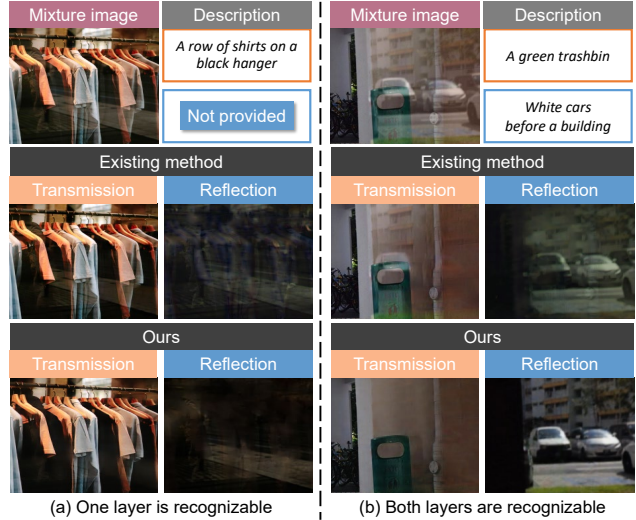 Mixture image
Description
A row of shirts on a
black hanger
Not provided
Existing method
Transmission
Reflection
Ours
Transmission
Reflection
(a) One layer is recognizable
Mixture image
Description
A green trashbin
White cars
before a building
Existing method
Transmission
Reflection
Ours
Transmission
Reflection
(b) Both layers are recognizable